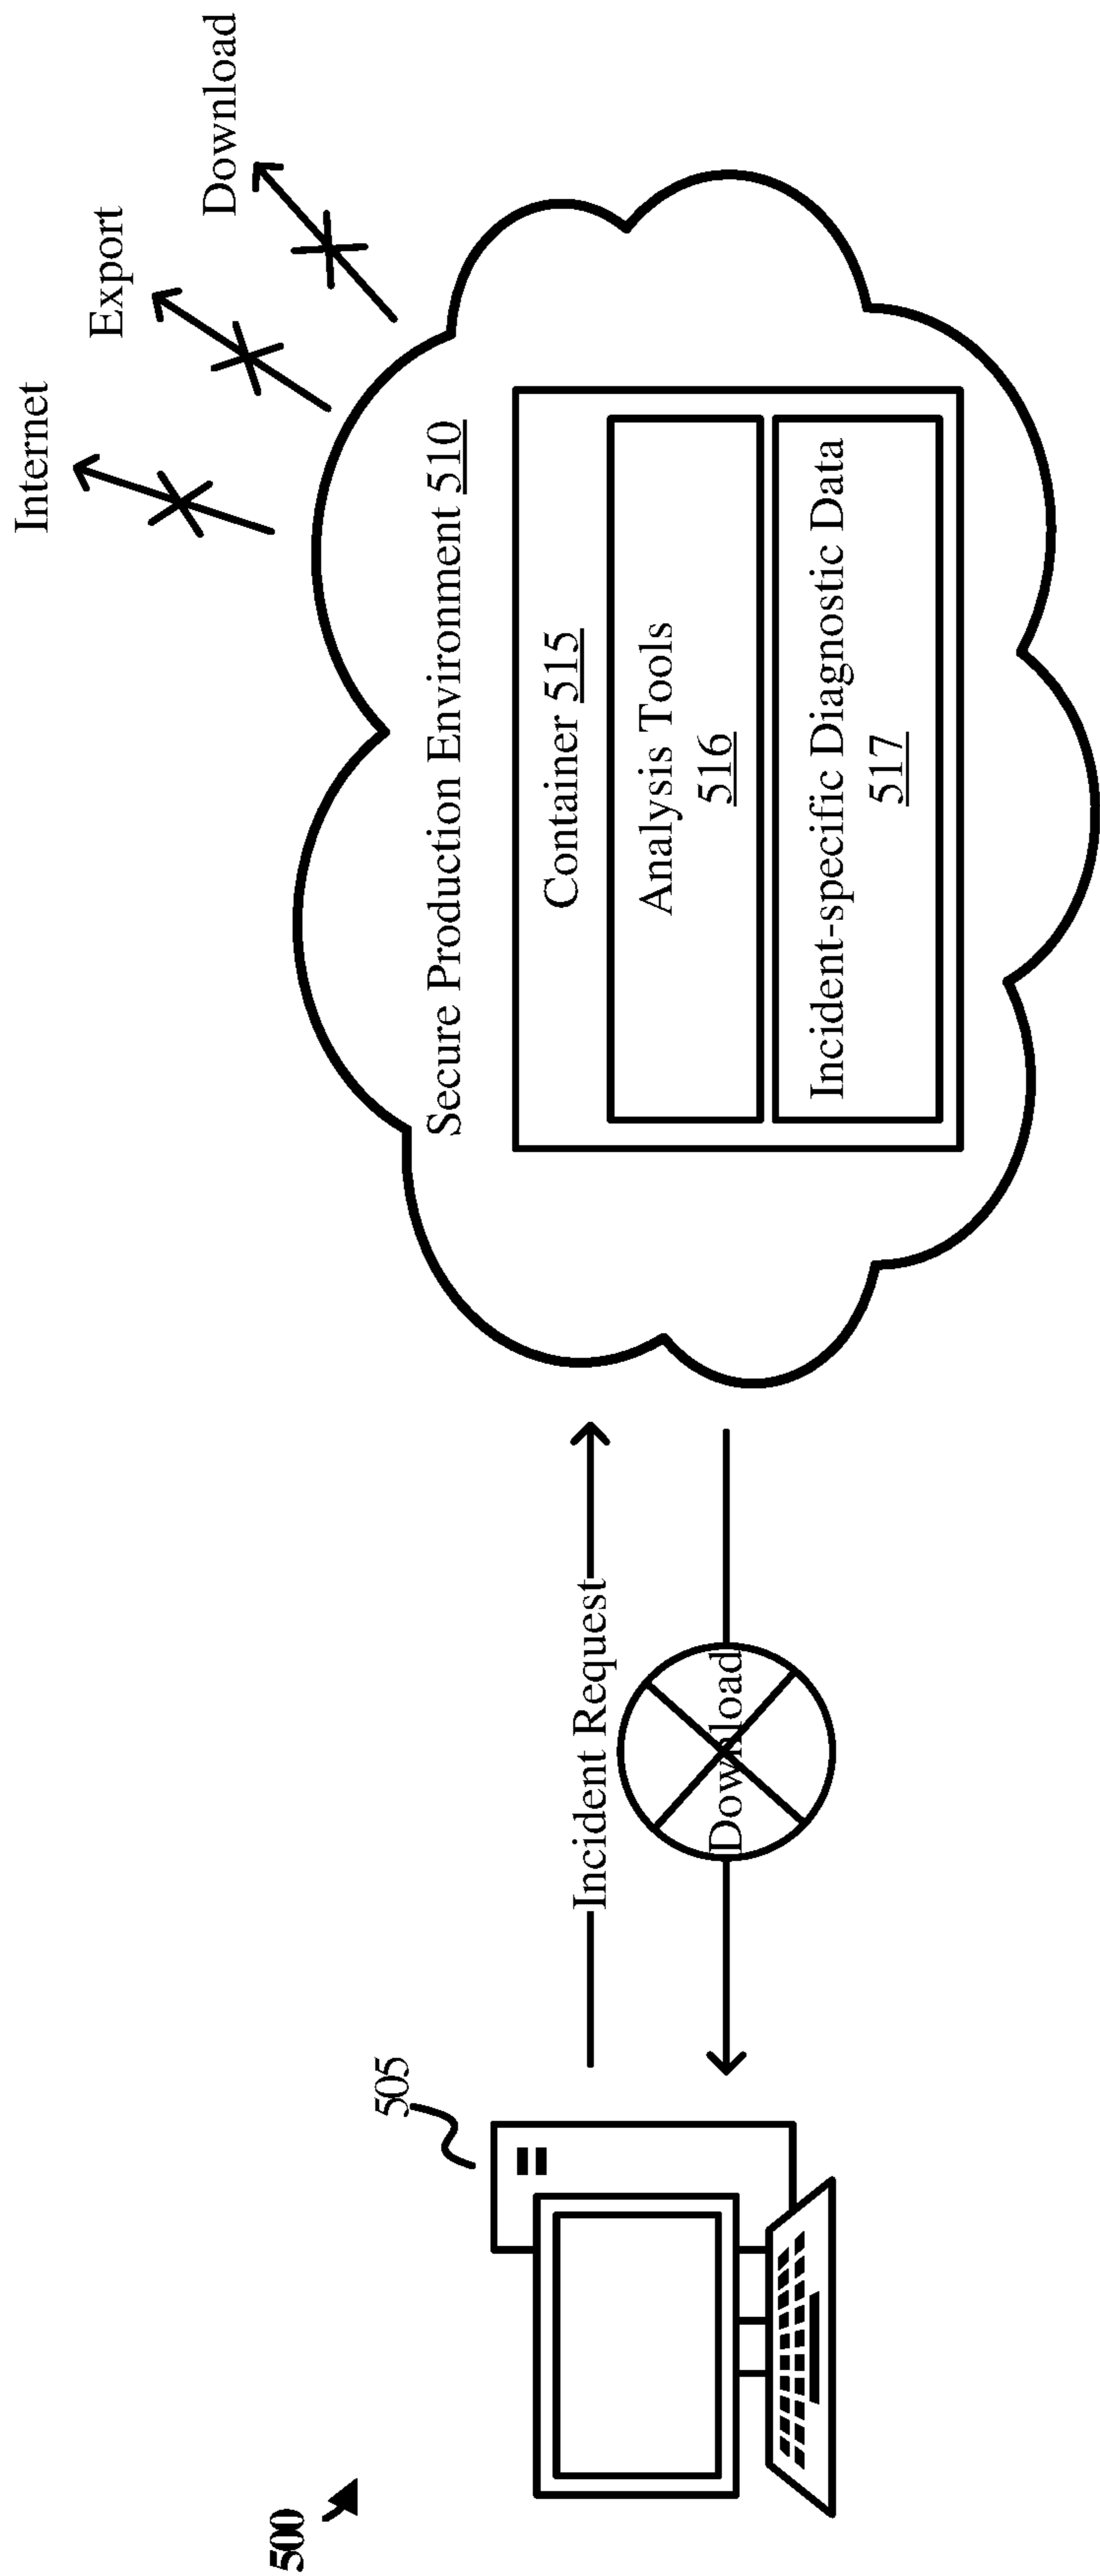 500
505
Incident Request
Download
Internet
Export
Download
Secure Production Environment 510
Container 515
Analysis Tools
516
Incident-specific Diagnostic Data
517